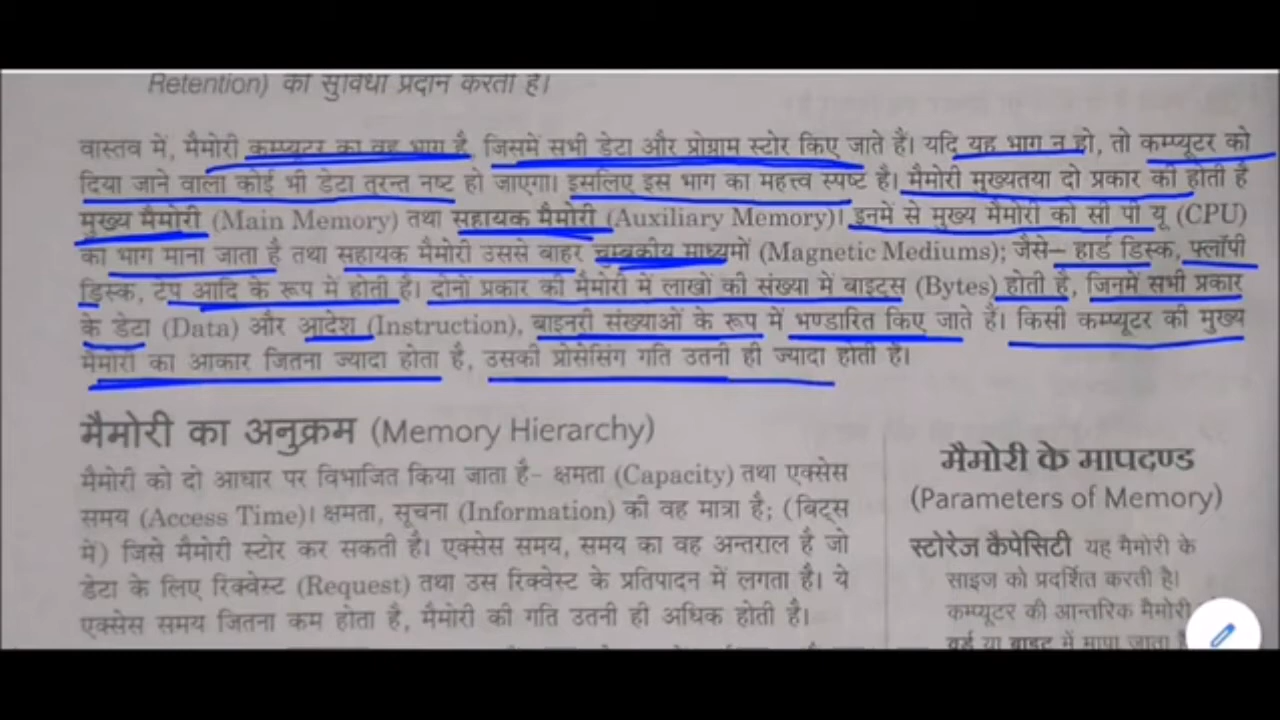 Retention) की सुविधा प्रदान करती है।
वास्तव में, मैमोरी कम्प्यूटर का वह भाग है, जिसमें सभी डेटा और प्रोग्राम स्टोर किए जाते हैं। यदि यह भाग न हो, तो कम्प्यूटर को
दिया जाने वाला कोई भी डेटा तुरन्त नष्ट हो जाएगा। इसलिए इस भाग का महत्त्व स्पष्ट है। मैमोरी मुख्यतया दो प्रकार की होती है
मुख्य मैमोरी (Main Memory) तथा सहायक मैमोरी (Auxiliary Memory)। इनमें से मुख्य मैमोरी को सी पी यू (CPU)
का भाग माना जाता है तथा सहायक मैमोरी उससे बाहर चुम्बकीय माध्यमों (Magnetic Mediums); जैसे– हार्ड डिस्क, फ्लॉपी
डिस्क, टेप आदि के रूप में होती है। दोनों प्रकार की मैमोरी में लाखों की संख्या में बाइट्स (Bytes) होती है, जिनमें सभी प्रकार
के डेटा (Data) और आदेश (Instruction), बाइनरी संख्याओं के रूप में भण्डारित किए जाते हैं। किसी कम्प्यूटर की मुख्य
मैमोरी का आकार जितना ज्यादा होता है, उसकी प्रोसेसिंग गति उतनी ही ज्यादा होती है।
मैमोरी का अनुक्रम (Memory Hierarchy)
मैमोरी को दो आधार पर विभाजित किया जाता है- क्षमता (Capacity) तथा एक्सेस
समय (Access Time)। क्षमता, सूचना (Information) की वह मात्रा है; (बिट्स
में) जिसे मैमोरी स्टोर कर सकती है। एक्सेस समय, समय का वह अन्तराल है जो
डेटा के लिए रिक्वेस्ट (Request) तथा उस रिक्वेस्ट के प्रतिपादन में लगता है। ये
एक्सेस समय जितना कम होता है, मैमोरी की गति उतनी ही अधिक होती है।
मैमोरी के मापदण्ड
(Parameters of Memory)
स्टोरेज कैपेसिटी यह मैमोरी के
साइज को प्रदर्शित करती है।
कम्प्यूटर की आन्तरिक मैमोरी
वर्ड या बाइट में मापा जाता है